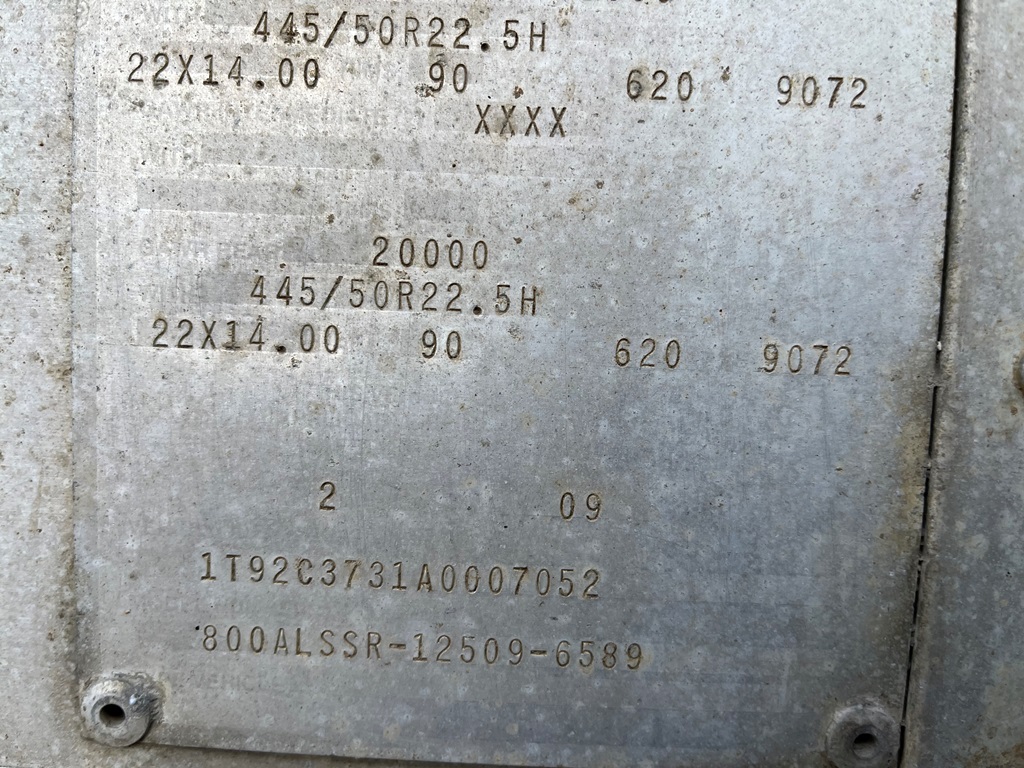 445/50R22.5H
22X14.00 90 620 9072
XXXX
20000
445/50R22.5H
22X14.00 90 620 9072
2 09
1T92C3731A0007052
800ALSSR-12509-6589